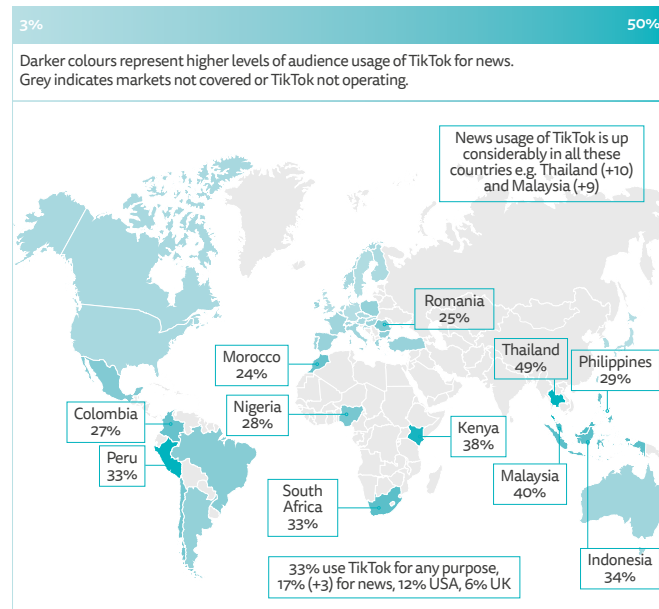 3%
50%
Darker colours represent higher levels of audience usage of TikTok for news.
Grey indicates markets not covered or TikTok not operating.
News usage of TikTok is up
considerably in all these
countries e.g. Thailand (+10)
and Malaysia (+9)
Romania
25%
Morocco
24%
Thailand
49%
Philippines
29%
Colombia
27%
Nigeria
28%
Kenya
38%
Peru
33%
Malaysia
40%
South
Africa
33%
Indonesia
34%
33% use TikTok for any purpose,
17% (+3) for news, 12% USA, 6% UK